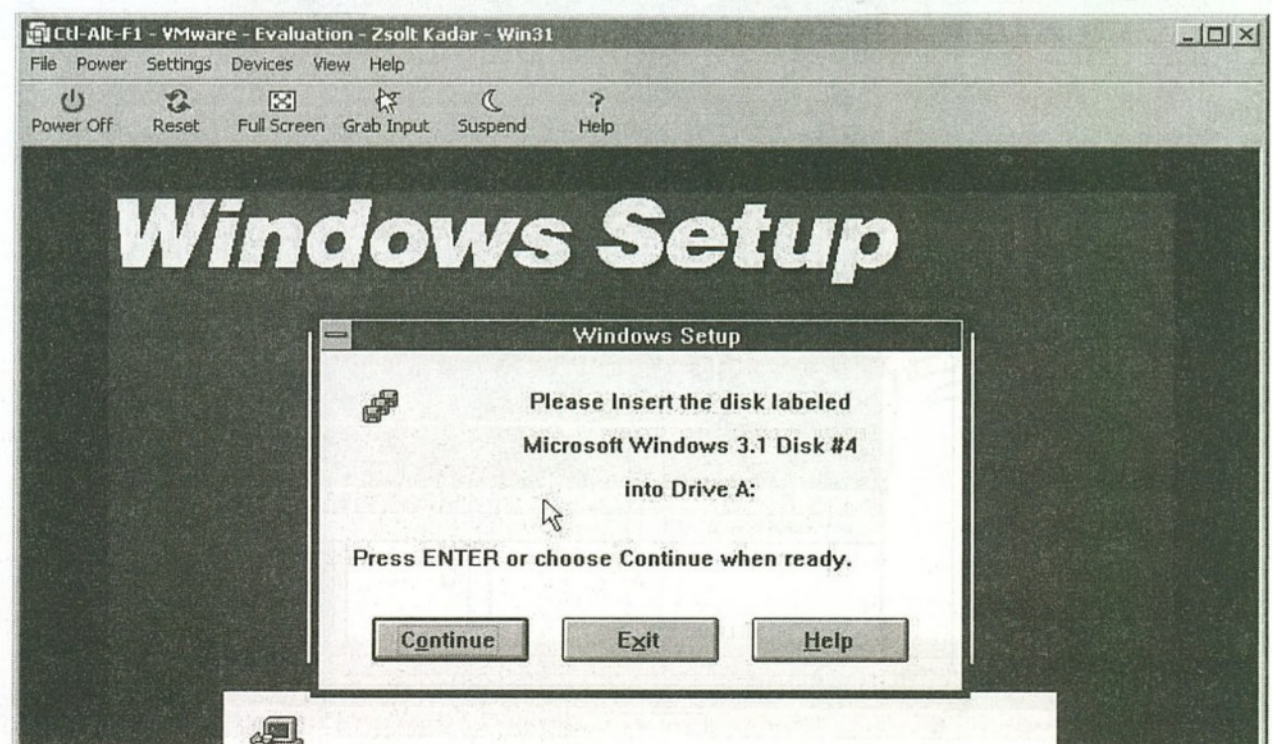 Ctl-Alt-F1 - VMware - Evaluation - Zsolt Kadar - Win31
File Power Settings Devices View Help
Power Off Reset Full Screen Grab Input Suspend Help
Windows Setup
Windows Setup
Please Insert the disk labeled
Microsoft Windows 3.1 Disk #4
into Drive A:
Press ENTER or choose Continue when ready.
Continue Exit Help